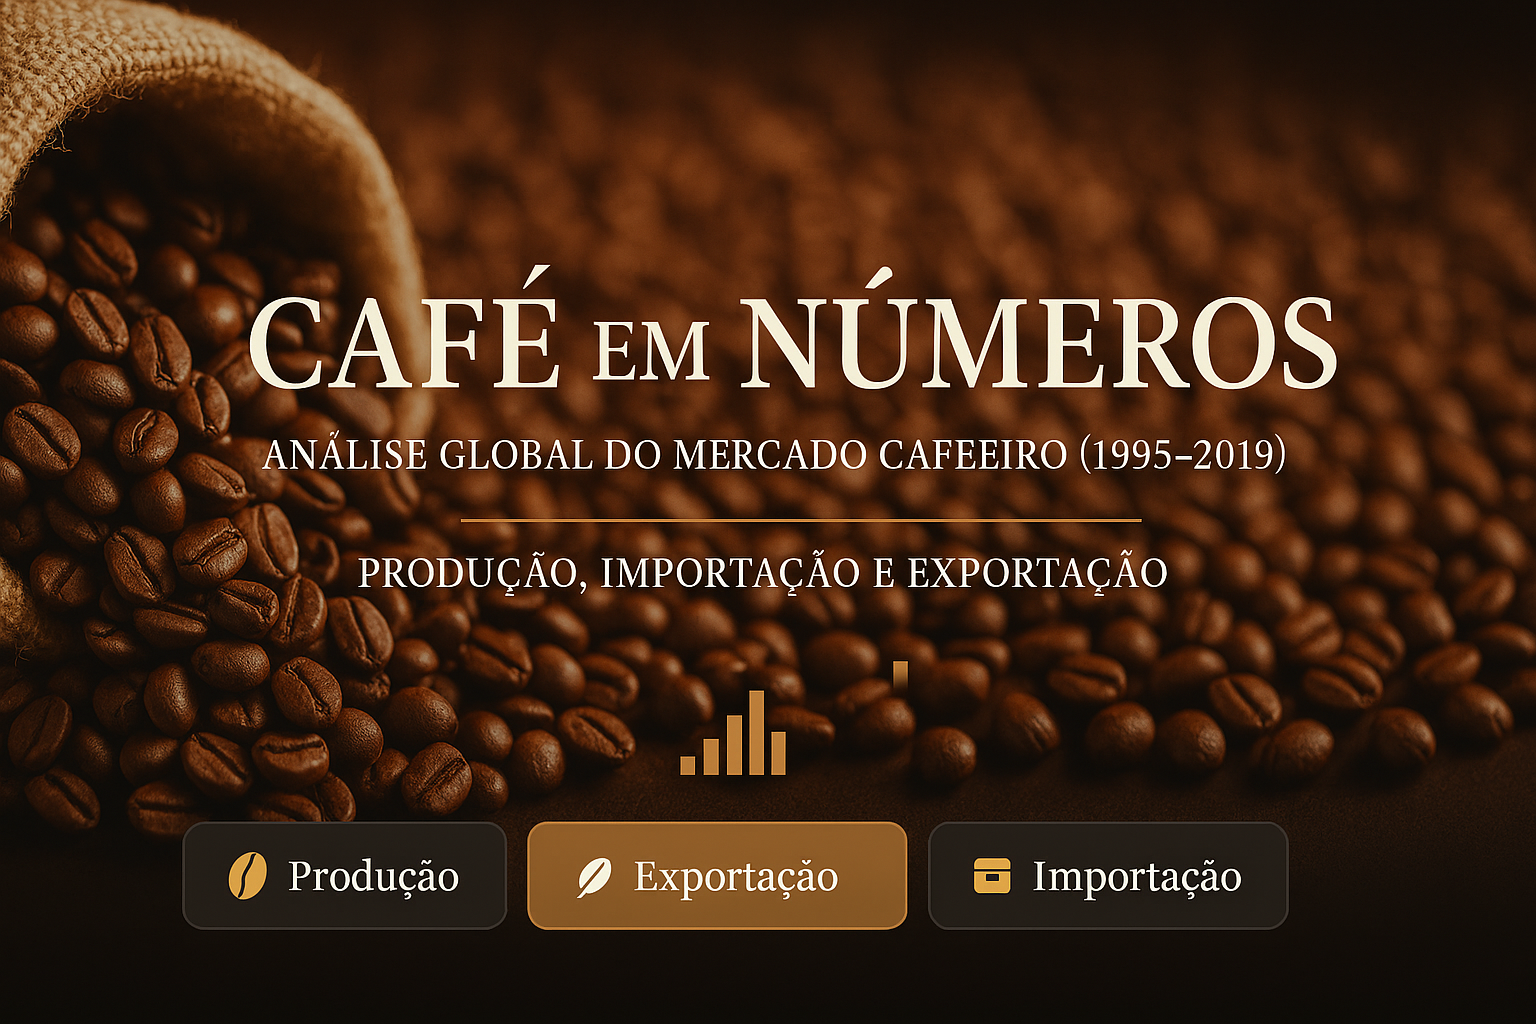 CAFÉ EM NÚMEROS
ANÁLISE GLOBAL DO MERCADO CAFEEIRO (1995–2019)
PRODUÇÃO, IMPORTAÇÃO E EXPORTAÇÃO
Produção
Exportação
Importação